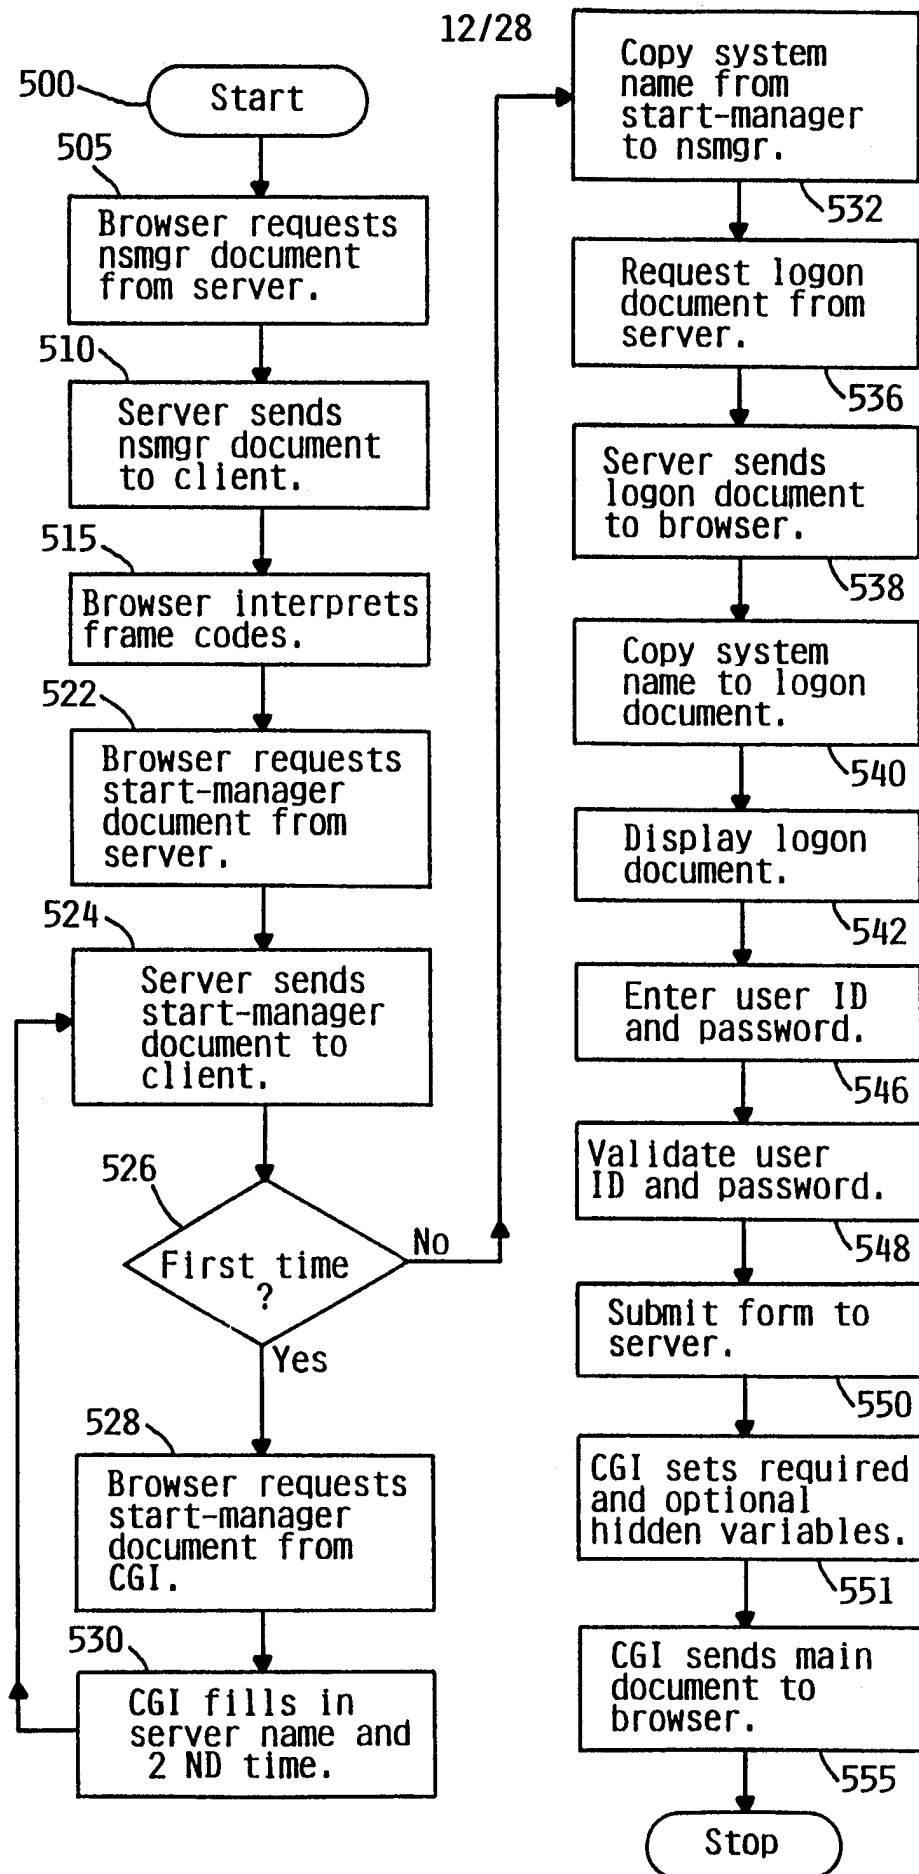 12/28
500
Start
505
Browser requests
nsmgr document
from server.
510
Server sends
nsmgr document
to client.
515
Browser interprets
frame codes.
522
Browser requests
start-manager
document from
server.
524
Server sends
start-manager
document to
client.
526
First time
?
No
Yes
528
Browser requests
start-manager
document from
CGI.
530
CGI fills in
server name and
2 ND time.
Copy system
name from
start-manager
to nsmgr.
532
Request logon
document from
server.
536
Server sends
logon document
to browser.
538
Copy system
name to logon
document.
540
Display logon
document.
542
Enter user ID
and password.
546
Validate user
ID and password.
548
Submit form to
server.
550
CGI sets required
and optional
hidden variables.
551
CGI sends main
document to
browser.
555
Stop